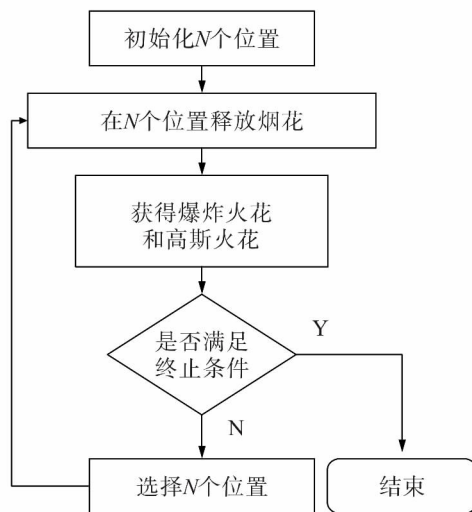 初始化N个位置
在N个位置释放烟花
获得爆炸火花
和高斯火花
是否满足
终止条件
Y
N
选择N个位置
结束